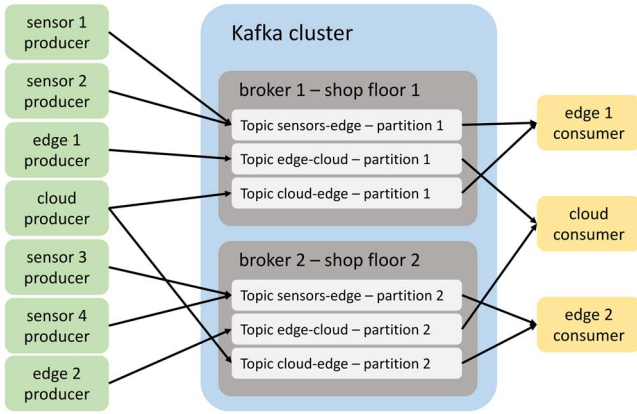 sensor 1
producer
sensor 2
producer
edge 1
producer
cloud
producer
sensor 3
producer
sensor 4
producer
edge 2
producer
Kafka cluster
broker 1 – shop floor 1
Topic sensors-edge – partition 1
Topic edge-cloud – partition 1
Topic cloud-edge – partition 1
broker 2 – shop floor 2
Topic sensors-edge – partition 2
Topic edge-cloud – partition 2
Topic cloud-edge – partition 2
edge 1
consumer
cloud
consumer
edge 2
consumer